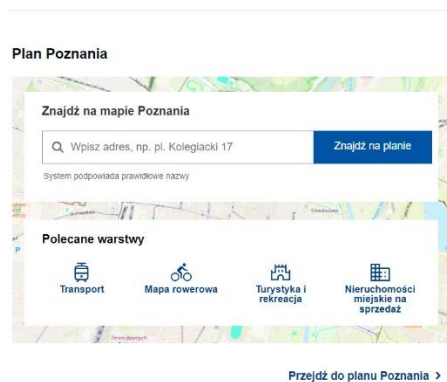 Plan Poznania
Znajdź na mapie Poznania
Wpisz adres, np. pl. Kolegiacki 17
Znajdź na planie
System podpowiada prawidłowe nazwy
Polecane warstwy
Transport
Mapa rowerowa
Turystyka i
rekreacja
Nieruchomości
miejskie na
sprzedaż
P
Przejdź do planu Poznania >